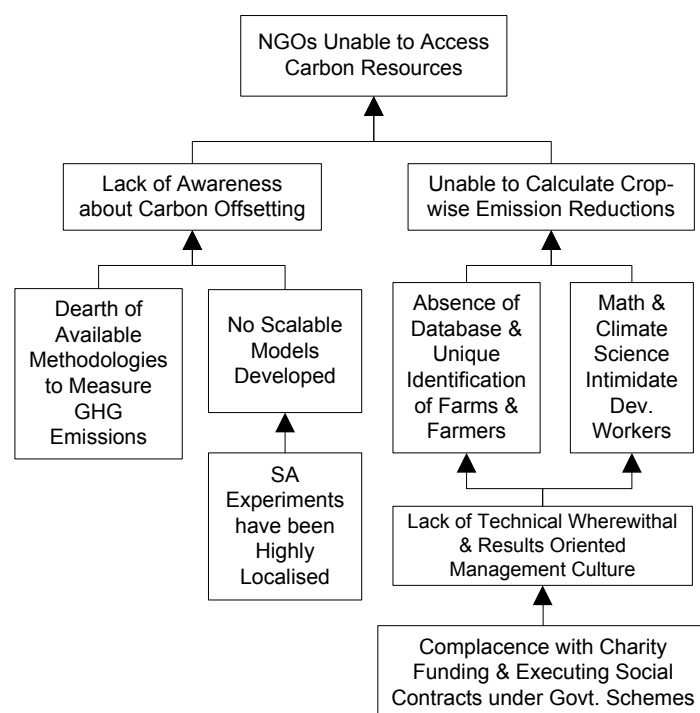 NGOs Unable to Access
Carbon Resources
Lack of Awareness
about Carbon Offsetting
Unable to Calculate Crop-
wise Emission Reductions
Dearth of
Available
Methodologies
to Measure
GHG
Emissions
No Scalable
Models
Developed
Absence of
Database &
Unique
Identification
of Farms &
Farmers
Math &
Climate
Science
Intimidate
Dev.
Workers
SA
Experiments
have been
Highly
Localised
Lack of Technical Wherewithal
& Results Oriented
Management Culture
Complacence with Charity
Funding & Executing Social
Contracts under Govt. Schemes